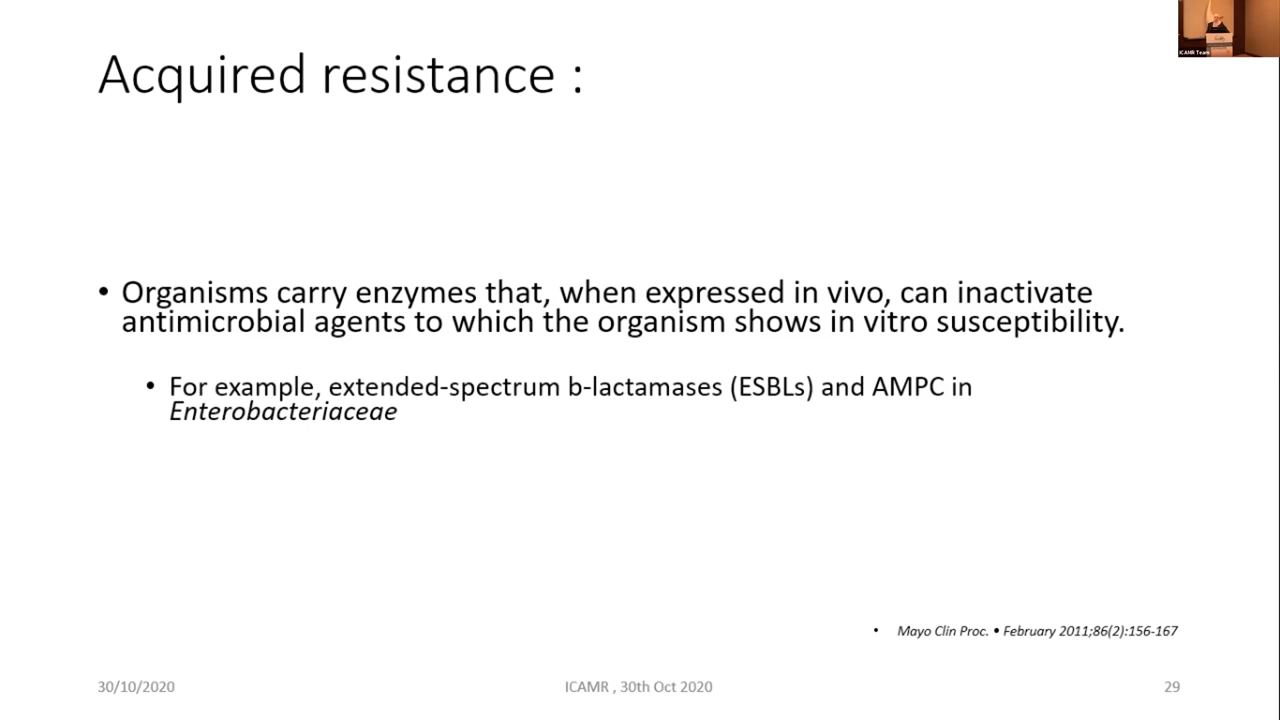 Acquired resistance :
• Organisms carry enzymes that, when expressed in vivo, can inactivate
antimicrobial agents to which the organism shows in vitro susceptibility.
• For example, extended-spectrum b-lactamases (ESBLs) and AMPC in
Enterobacteriaceae
• Mayo Clin Proc. • February 2011;86(2):156-167
30/10/2020
ICAMR , 30th Oct 2020
29
ICAMR Team